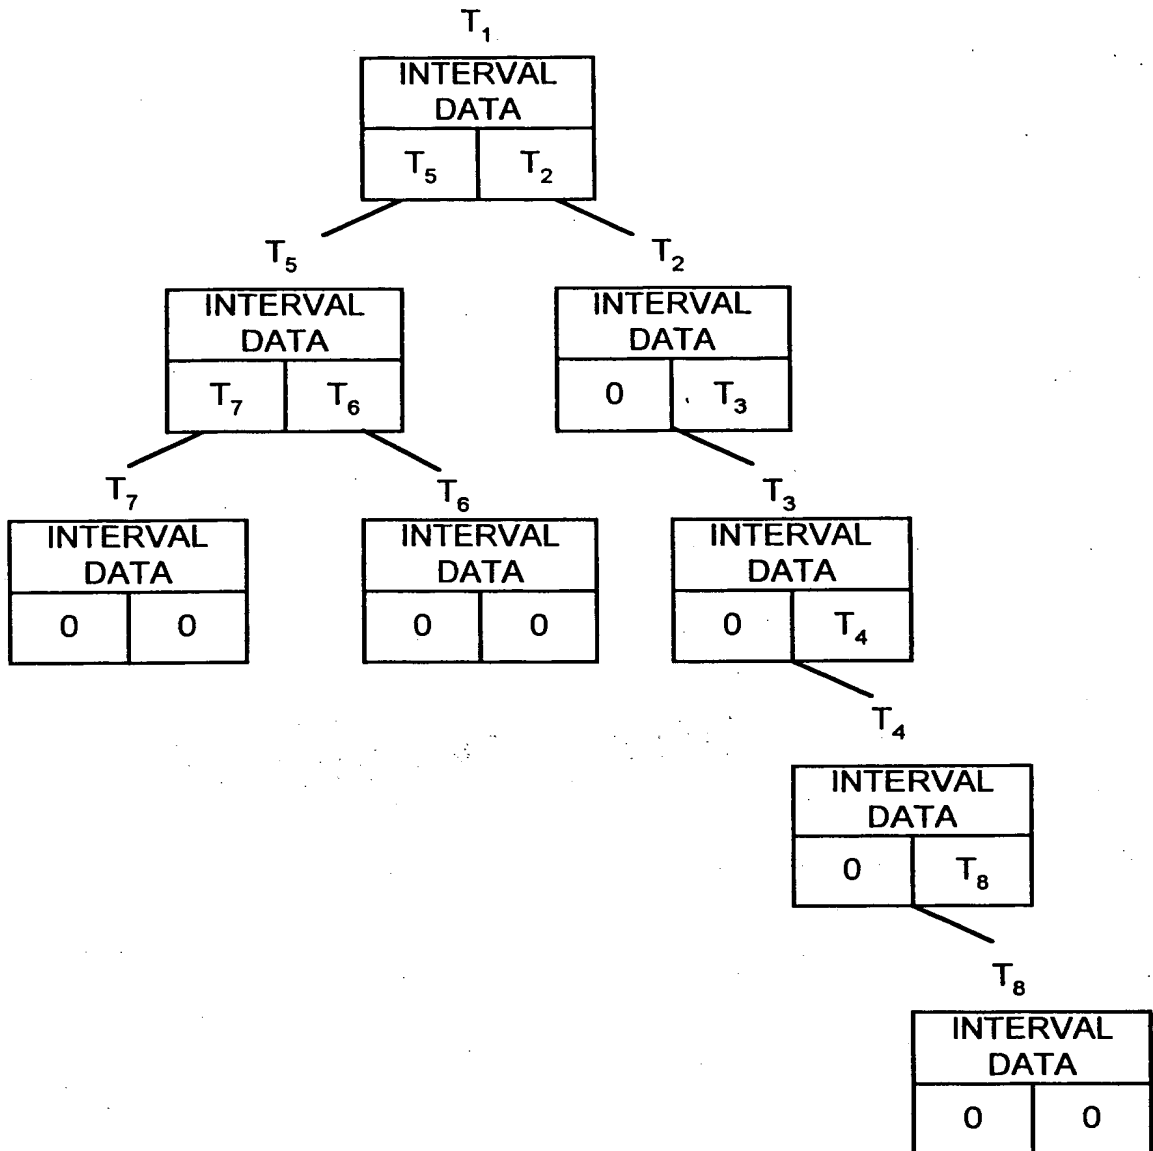 T₁
INTERVAL
DATA
T₅ T₂
T₅ T₂
INTERVAL
DATA
T₇ T₆
INTERVAL
DATA
0 T₃
T₇ T₆ T₃
INTERVAL
DATA
0 0
INTERVAL
DATA
0 0
INTERVAL
DATA
0 T₄
T₄
INTERVAL
DATA
0 T₈
T₈
INTERVAL
DATA
0 0